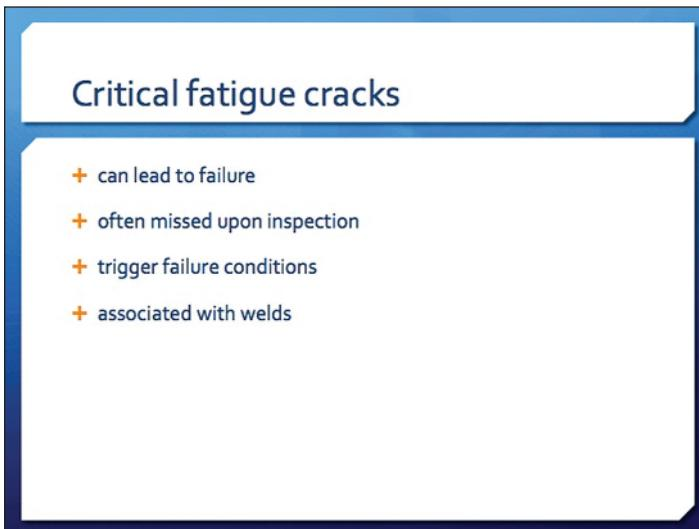 Critical fatigue cracks
+ can lead to failure
+ often missed upon inspection
+ trigger failure conditions
+ associated with welds